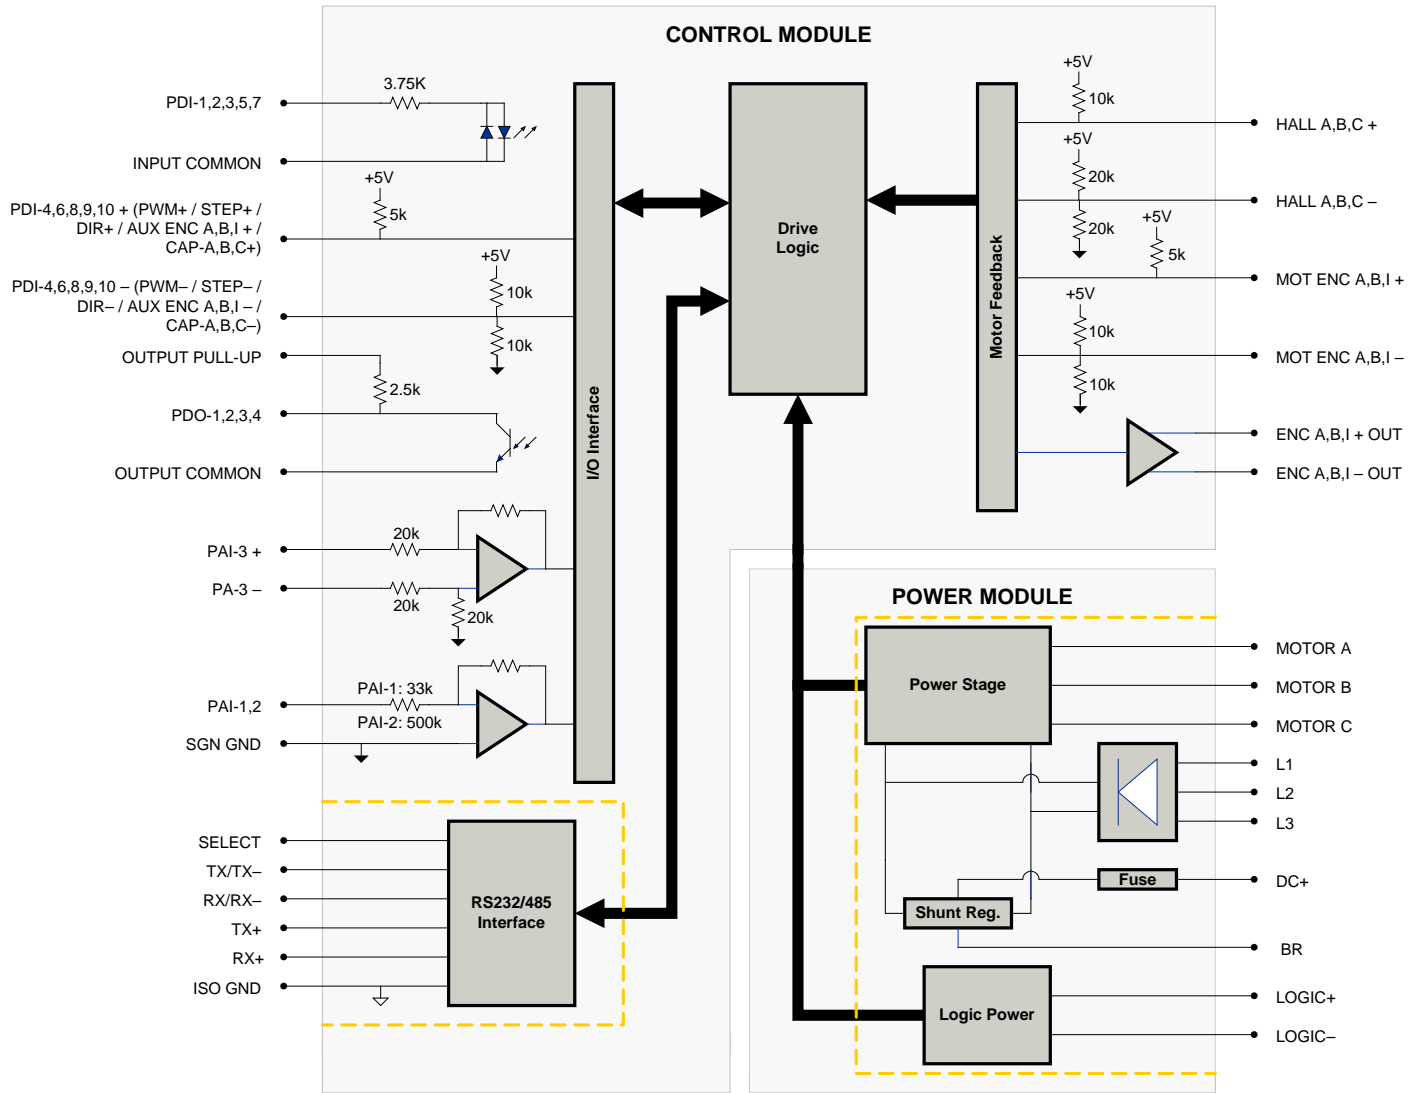 CONTROL MODULE
PDI-1,2,3,5,7
3.75K
INPUT COMMON
+5V
PDI-4,6,8,9,10 + (PWM+ / STEP+ /
DIR+ / AUX ENC A,B,I + /
CAP-A,B,C+)
5k
PDI-4,6,8,9,10 – (PWM– / STEP– /
DIR– / AUX ENC A,B,I – /
CAP-A,B,C–)
+5V
10k
10k
OUTPUT PULL-UP
2.5k
PDO-1,2,3,4
OUTPUT COMMON
PAI-3 +
20k
PA-3 –
20k
20k
PAI-1,2
PAI-1: 33k
PAI-2: 500k
SGN GND
I/O Interface
SELECT
TX/TX–
RX/RX–
TX+
RX+
ISO GND
RS232/485
Interface
Drive
Logic
Motor Feedback
+5V
10k
HALL A,B,C +
+5V
20k
HALL A,B,C –
20k
+5V
5k
MOT ENC A,B,I +
+5V
10k
MOT ENC A,B,I –
10k
ENC A,B,I + OUT
ENC A,B,I – OUT
POWER MODULE
Power Stage
MOTOR A
MOTOR B
MOTOR C
L1
L2
L3
Fuse
DC+
Shunt Reg.
BR
Logic Power
LOGIC+
LOGIC–